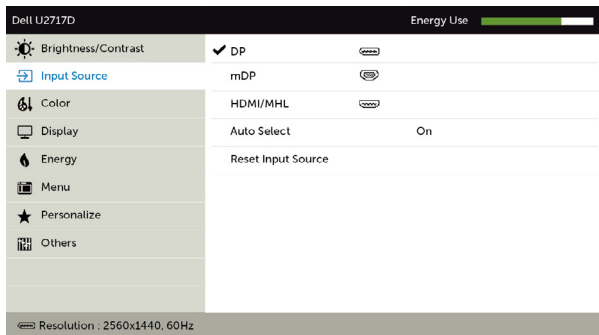 Dell U2717D Energy Use
Brightness/Contrast DP
Input Source mDP
Color HDMI/MHL
Display Auto Select On
Energy Reset Input Source
Menu
Personalize
Others
Resolution : 2560x1440, 60Hz